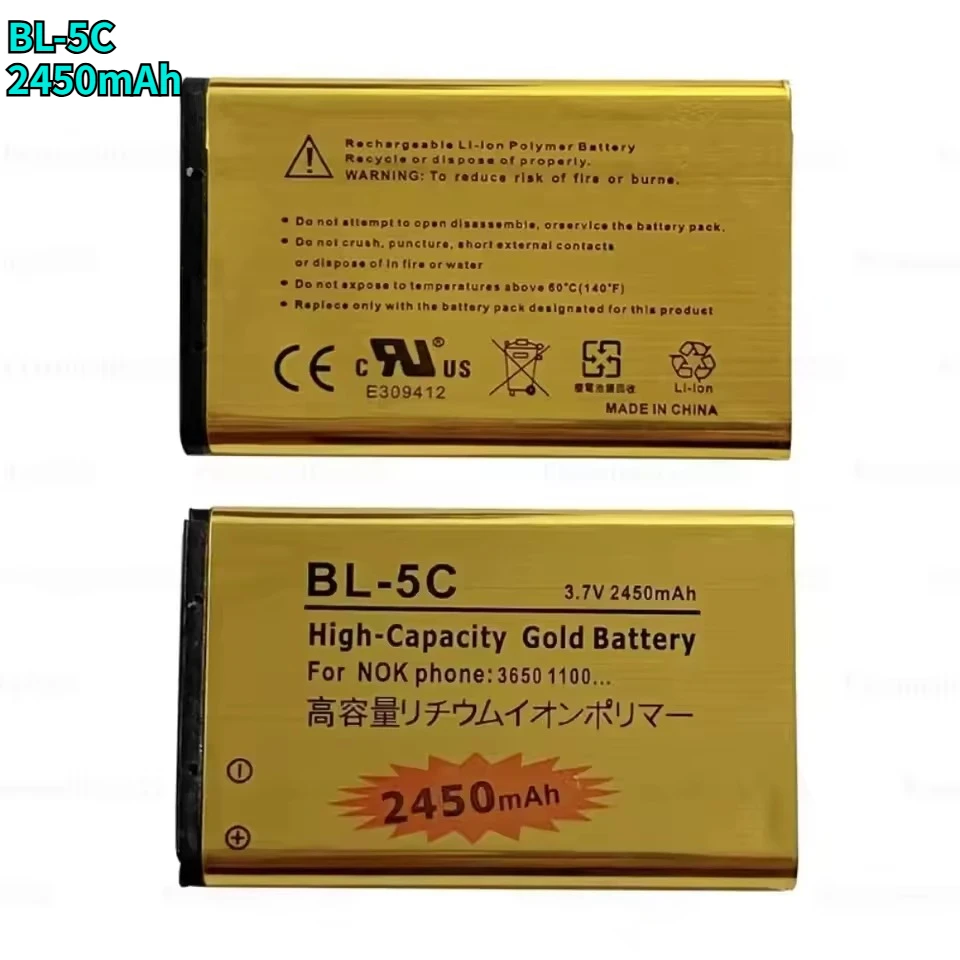 BL-5C
2450mAh
Rechargeable Li-Ion Polymer Battery
Recycle or dispose of properly.
WARNING: To reduce risk of fire or burns.
• Do not attempt to open disassemble, orservice the battery pack.
• Do not crush, puncture, short external contacts
or dispose of in fire or water
• Do not expose to temperatures above 60°C(140°F)
• Replace only with the battery pack designated for this product
CE c RU® US
E309412
Li-ion
MADE IN CHINA
BL-5C
3.7V 2450mAh
High-Capacity Gold Battery
For NOK phone: 3650 1100...
高容量リチウムイオンポリマー
2450mAh